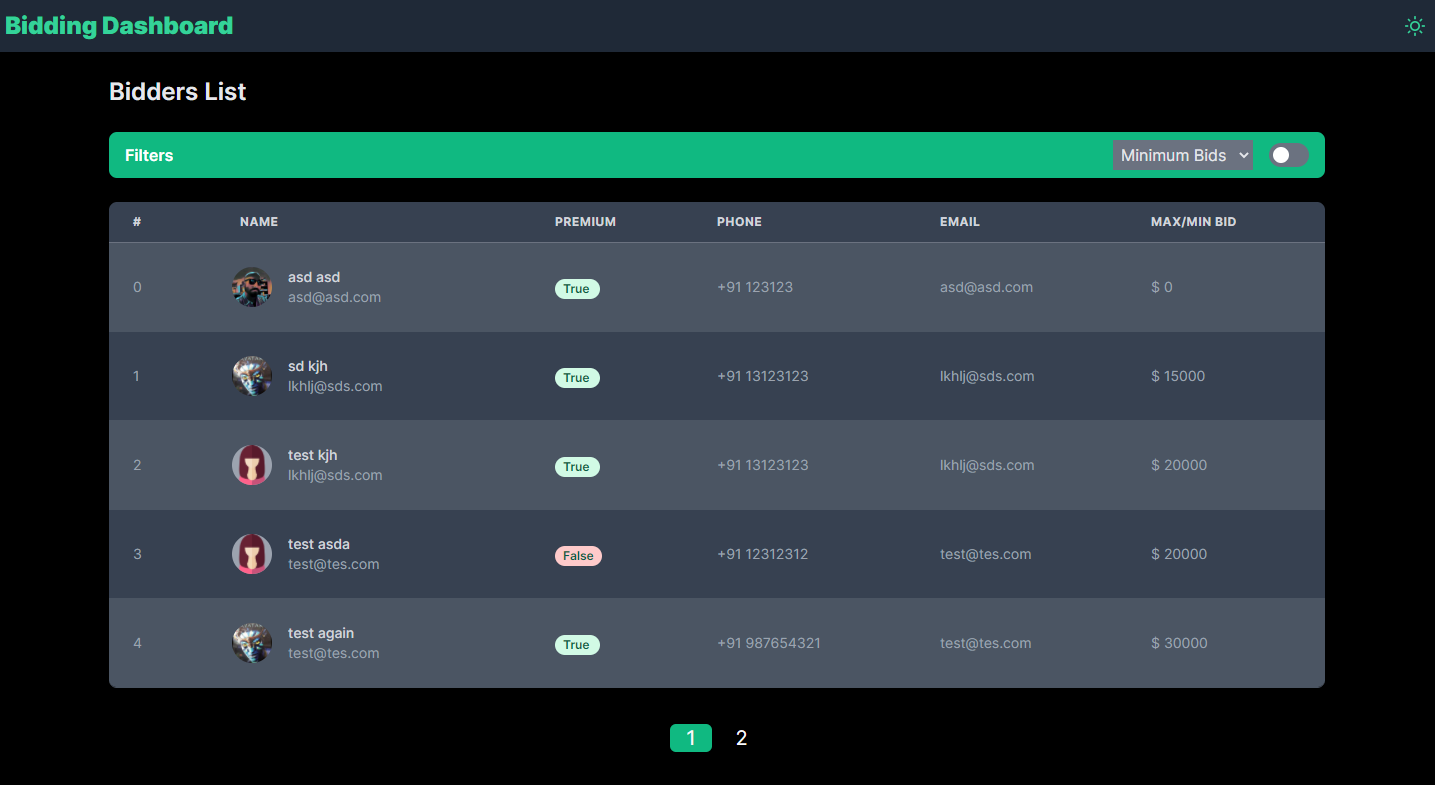 Bidding Dashboard
Bidders List
Filters Minimum Bids
# NAME PREMIUM PHONE EMAIL MAX/MIN BID
0 asd asd True +91 123123 asd@asd.com $ 0
asd@asd.com
1 sd kjh True +91 13123123 lkhlj@sds.com $ 15000
lkhlj@sds.com
2 test kjh True +91 13123123 lkhlj@sds.com $ 20000
lkhlj@sds.com
3 test asda False +91 12312312 test@tes.com $ 20000
test@tes.com
4 test again True +91 987654321 test@tes.com $ 30000
test@tes.com
1 2